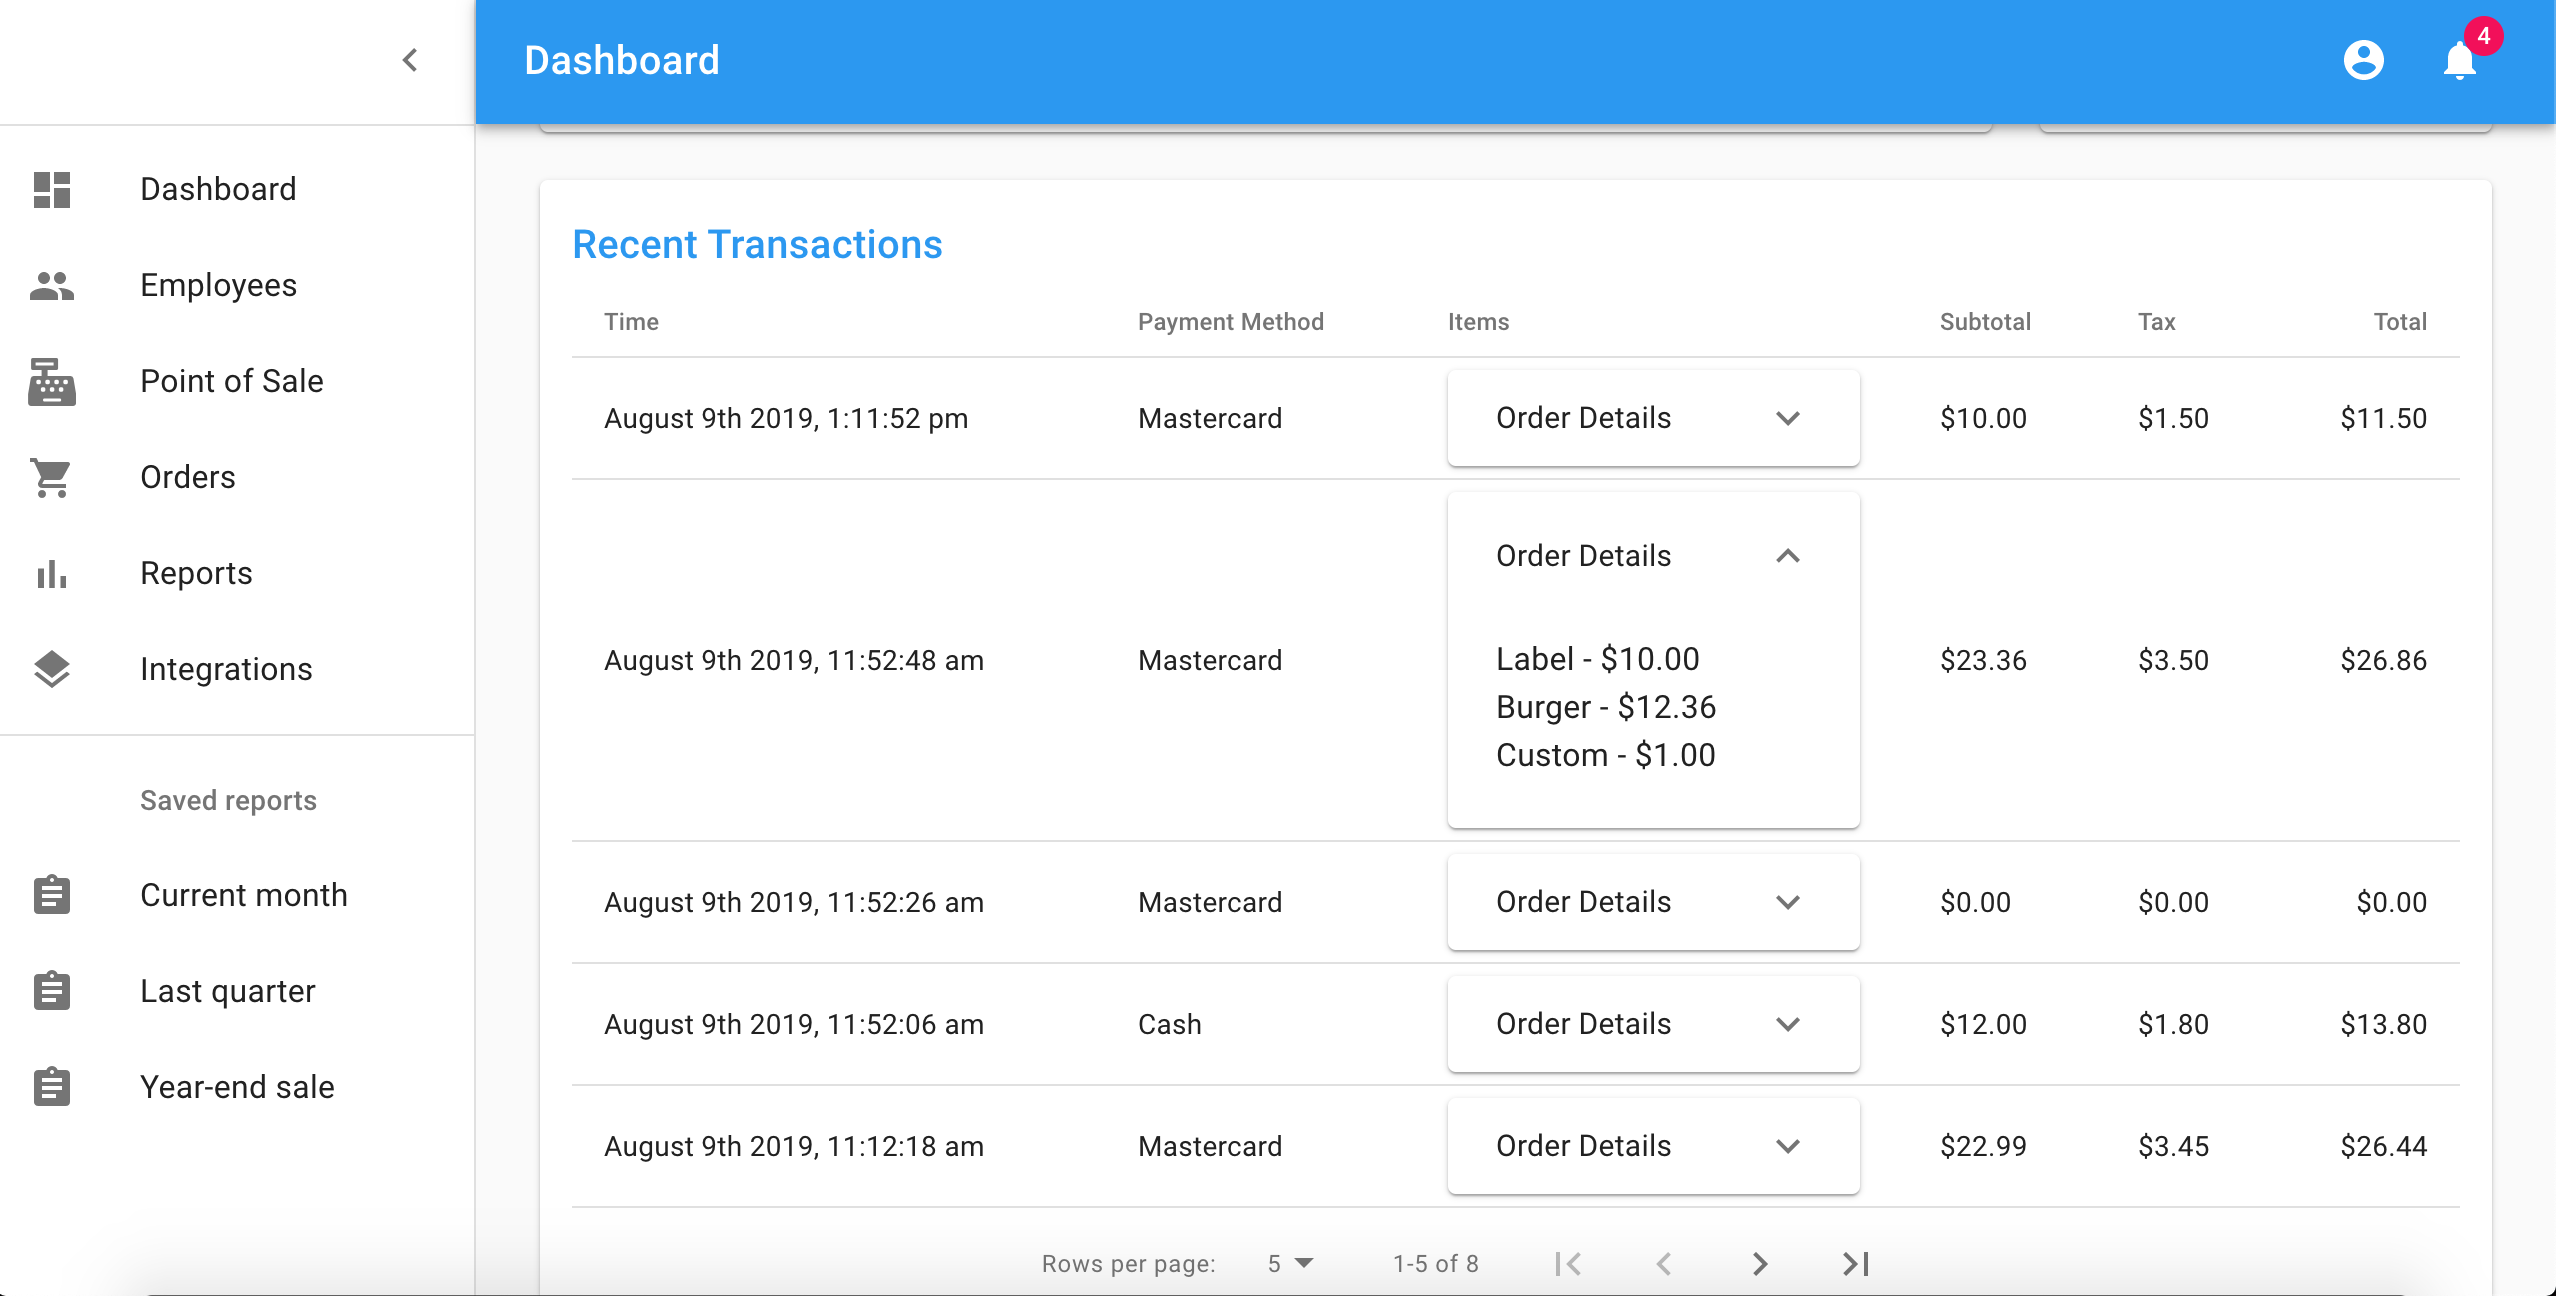 Dashboard
4
Dashboard
Employees
Point of Sale
Orders
Reports
Integrations
Saved reports
Current month
Last quarter
Year-end sale
Recent Transactions
Time Payment Method Items Subtotal Tax Total
August 9th 2019, 1:11:52 pm Mastercard Order Details $10.00 $1.50 $11.50
Order Details
August 9th 2019, 11:52:48 am Mastercard Label - $10.00 $23.36 $3.50 $26.86
Burger - $12.36
Custom - $1.00
August 9th 2019, 11:52:26 am Mastercard Order Details $0.00 $0.00 $0.00
August 9th 2019, 11:52:06 am Cash Order Details $12.00 $1.80 $13.80
August 9th 2019, 11:12:18 am Mastercard Order Details $22.99 $3.45 $26.44
Rows per page: 5 1-5 of 8